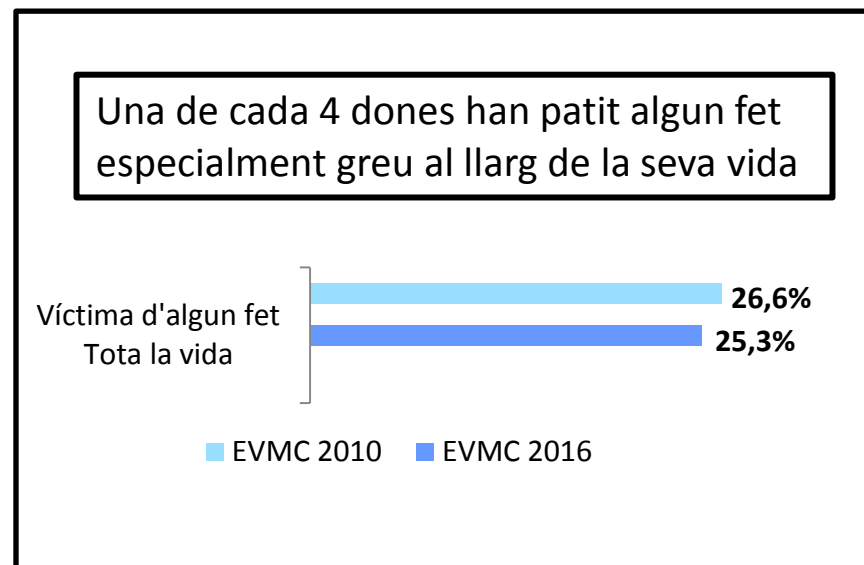 Una de cada 4 dones han patit algun fet
especialment greu al llarg de la seva vida
Víctima d'algun fet
Tota la vida
26,6%
25,3%
EVMC 2010
EVMC 2016